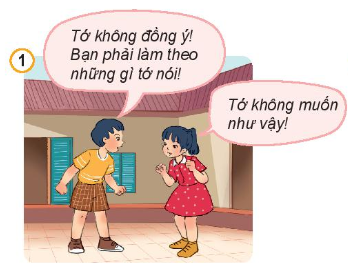 1
Tớ không đồng ý!
Bạn phải làm theo
những gì tớ nói!
Tớ không muốn
như vậy!